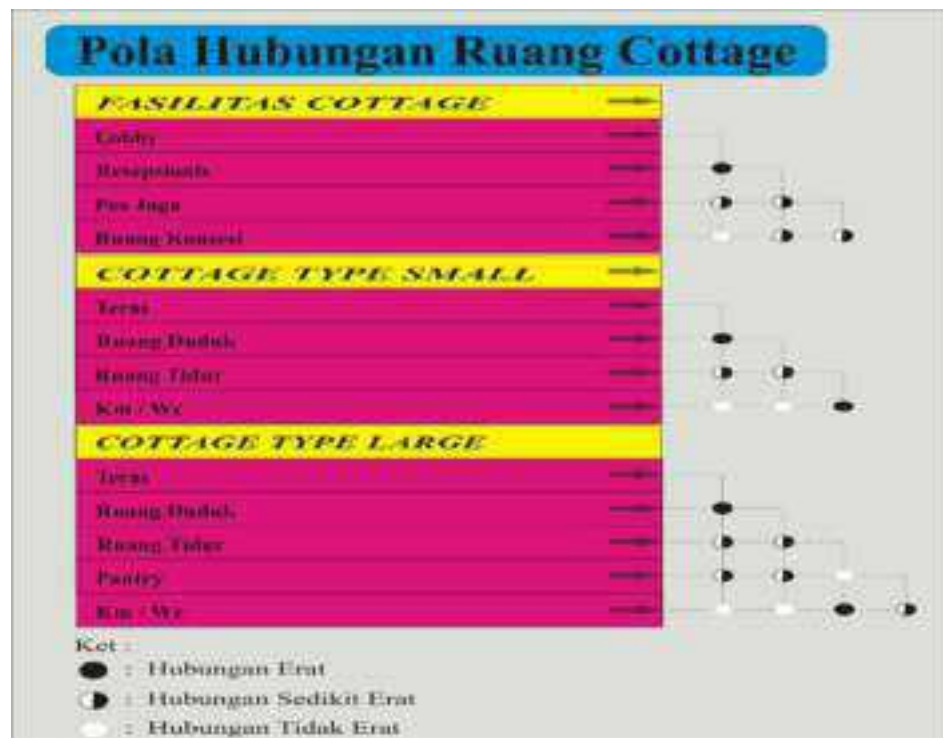 Pola Hubungan Ruang Cottage
FASILITAS COTTAGE
Lobby
Resepsionis
Pos Jaga
Ruang
COTTAGE TYPE SMALL
Teras
Ruang Duduk
Ruang Tidur
Km / Wc
COTTAGE TYPE LARGE
Teras
Ruang Duduk
Ruang Tidur
Pantry
Km / Wc
Ket :
: Hubungan Erat
: Hubungan Sedikit Erat
: Hubungan Tidak Erat